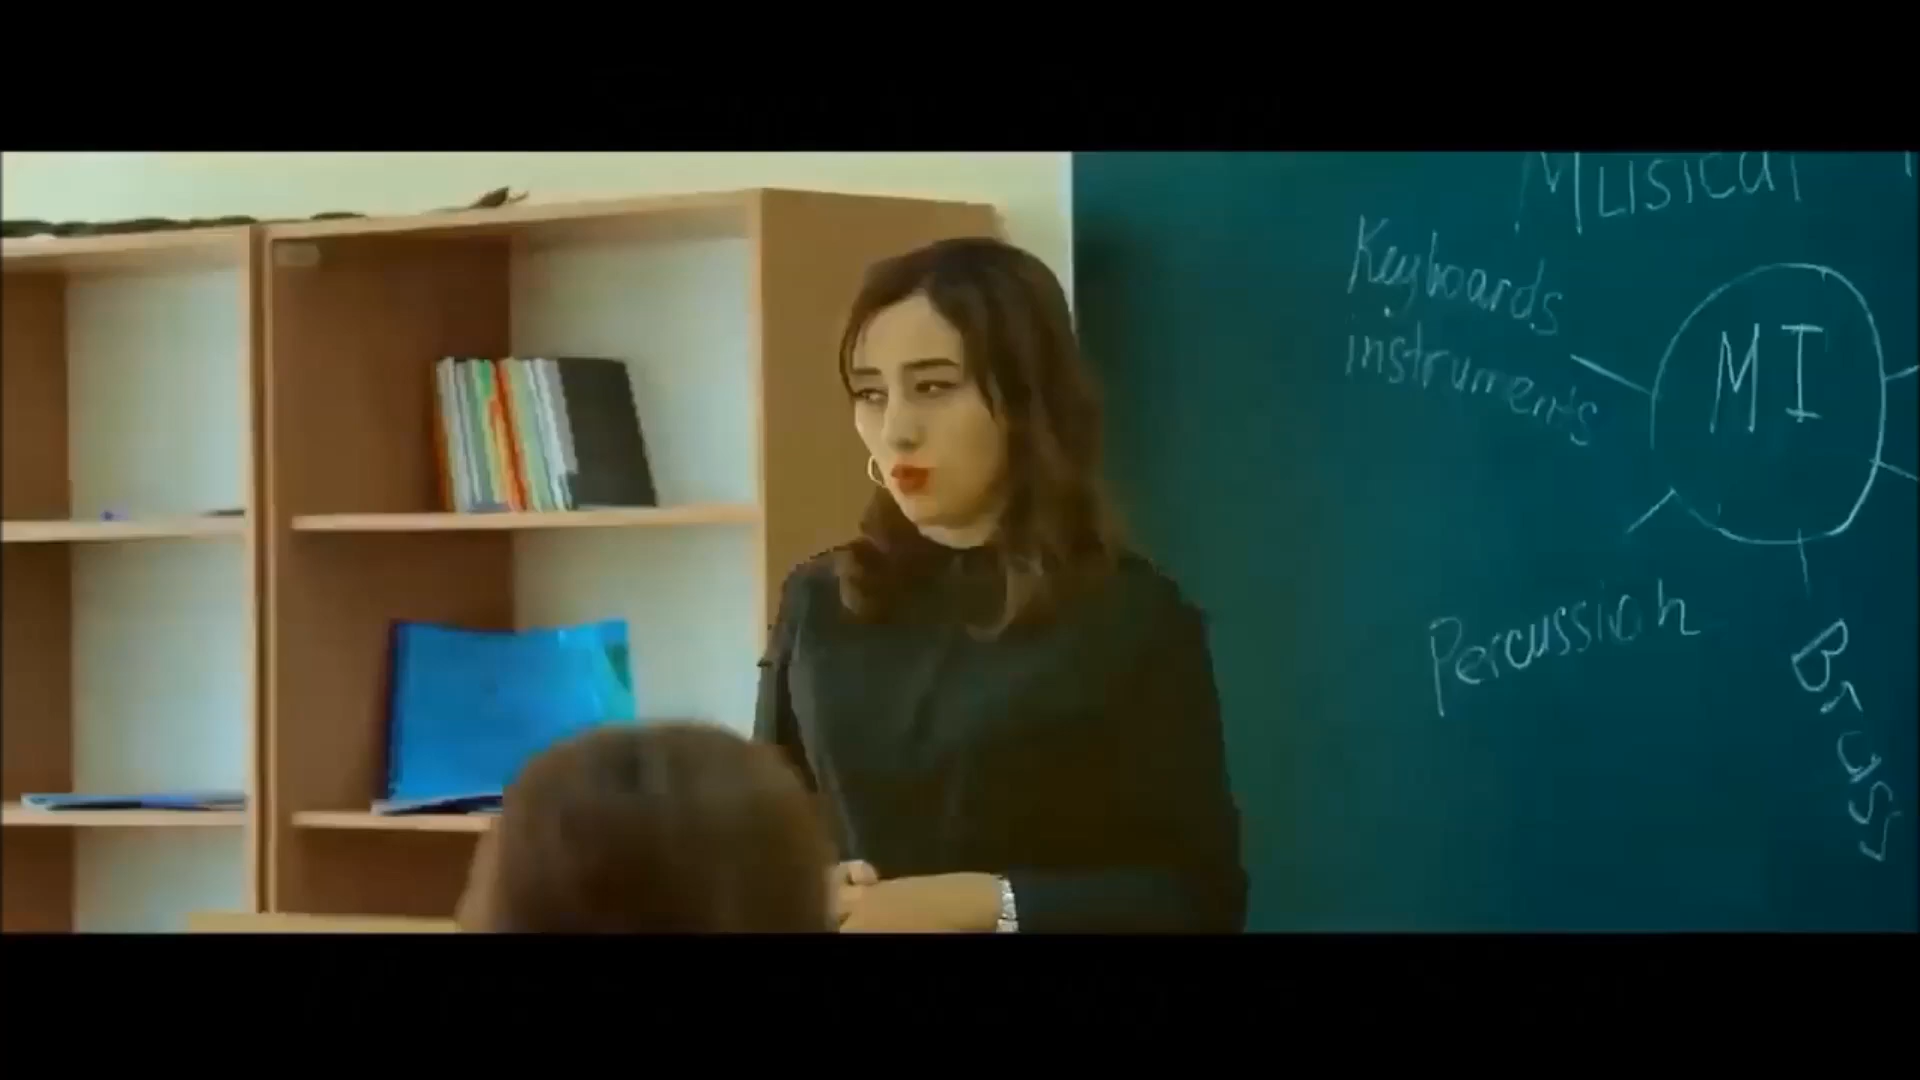 Musical
Keyboards
instruments
MI
Percussion
Brass